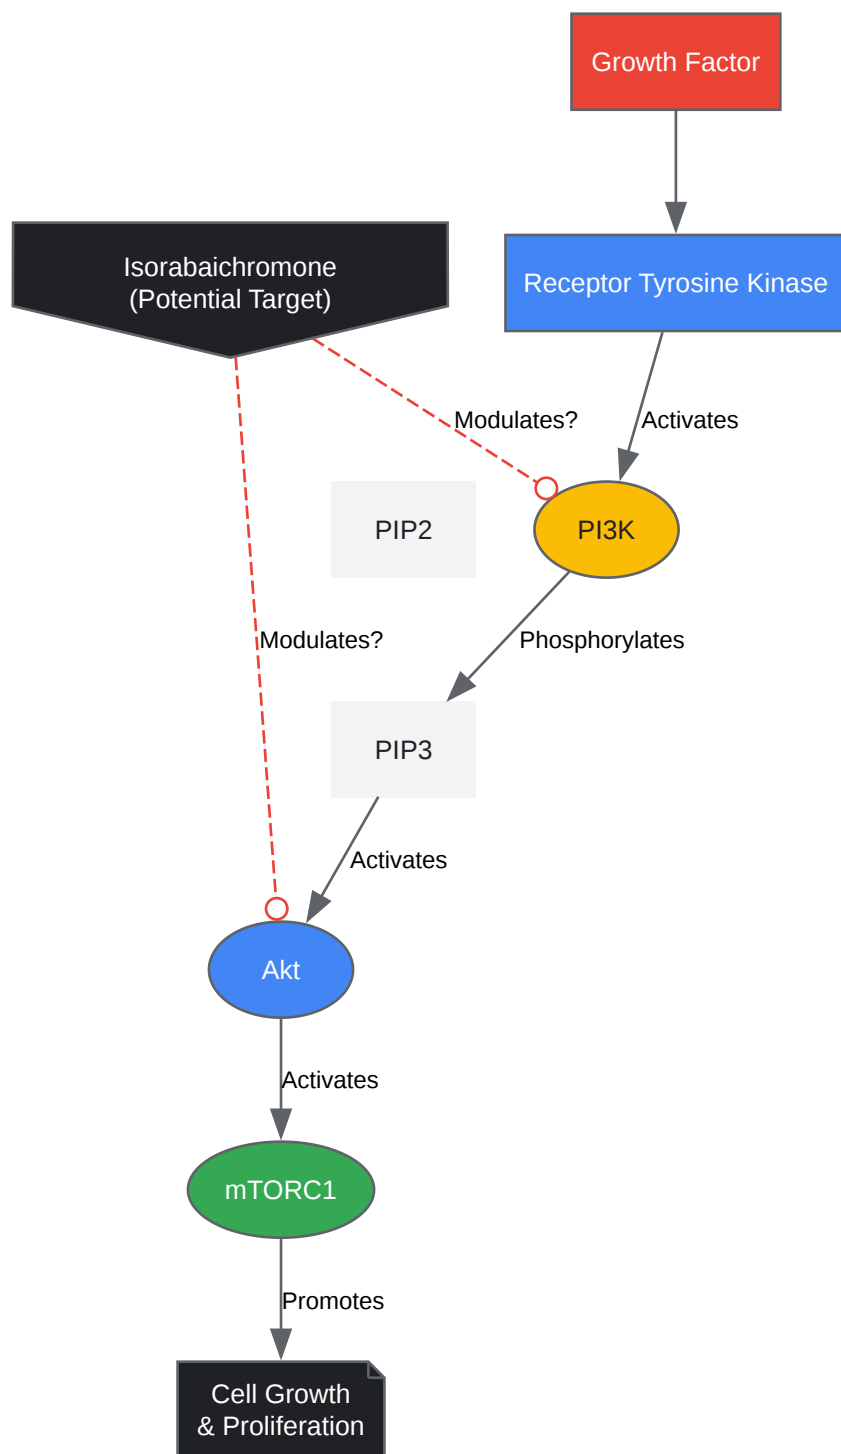 Growth Factor
Isorabaichromone
(Potential Target)
Receptor Tyrosine Kinase
Modulates?
Activates
PIP2
PI3K
Modulates?
Phosphorylates
PIP3
Activates
Akt
Activates
mTORC1
Promotes
Cell Growth
& Proliferation